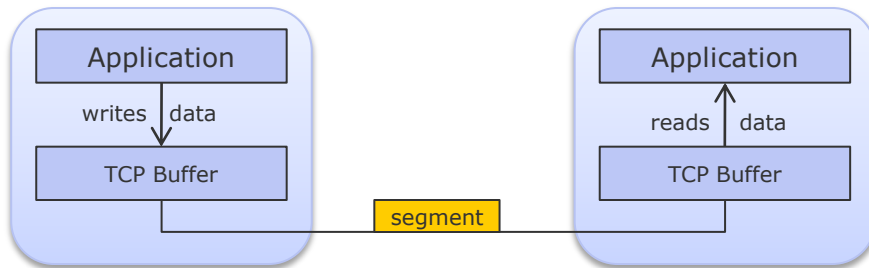 Application
writes data
TCP Buffer
segment
Application
reads data
TCP Buffer